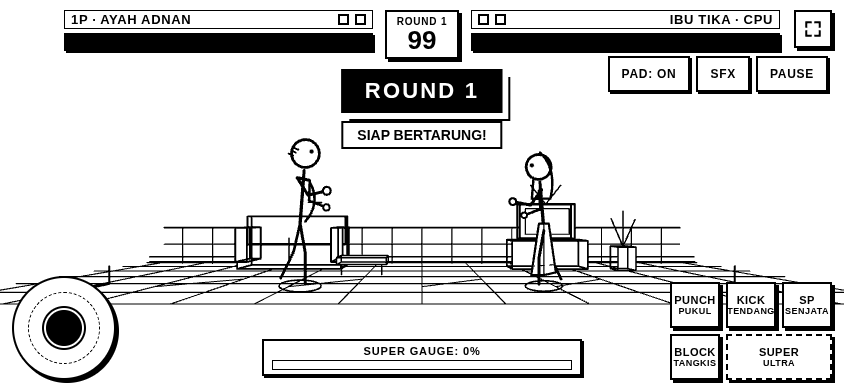 1P · AYAH ADNAN
ROUND 1
99
IBU TIKA · CPU
PAD: ON
SFX
PAUSE
ROUND 1
SIAP BERTARUNG!
PUNCH
PUKUL
KICK
TENDANG
SP
SENJATA
SUPER GAUGE: 0%
BLOCK
TANGKIS
SUPER
ULTRA